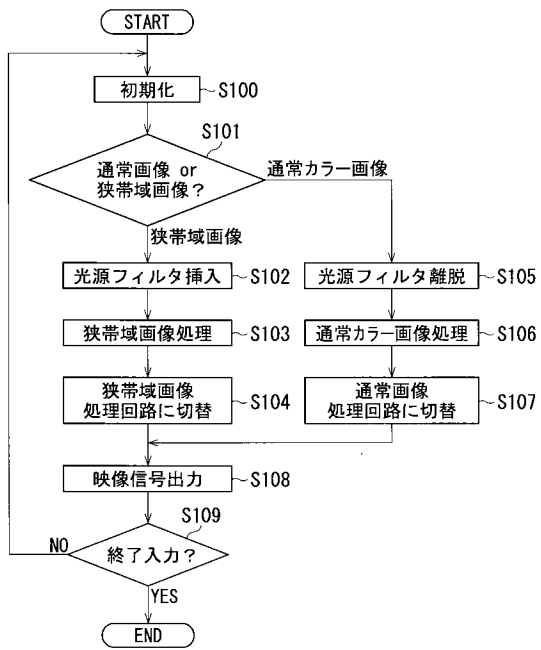 START
初期化
S100
S101
通常画像 or
狭帯域画像?
通常カラー画像
狭帯域画像
光源フィルタ挿入
S102
光源フィルタ離脱
S105
狭帯域画像処理
S103
通常カラー画像処理
S106
狭帯域画像
処理回路に切替
S104
通常画像
処理回路に切替
S107
映像信号出力
S108
S109
終了入力?
NO
YES
END